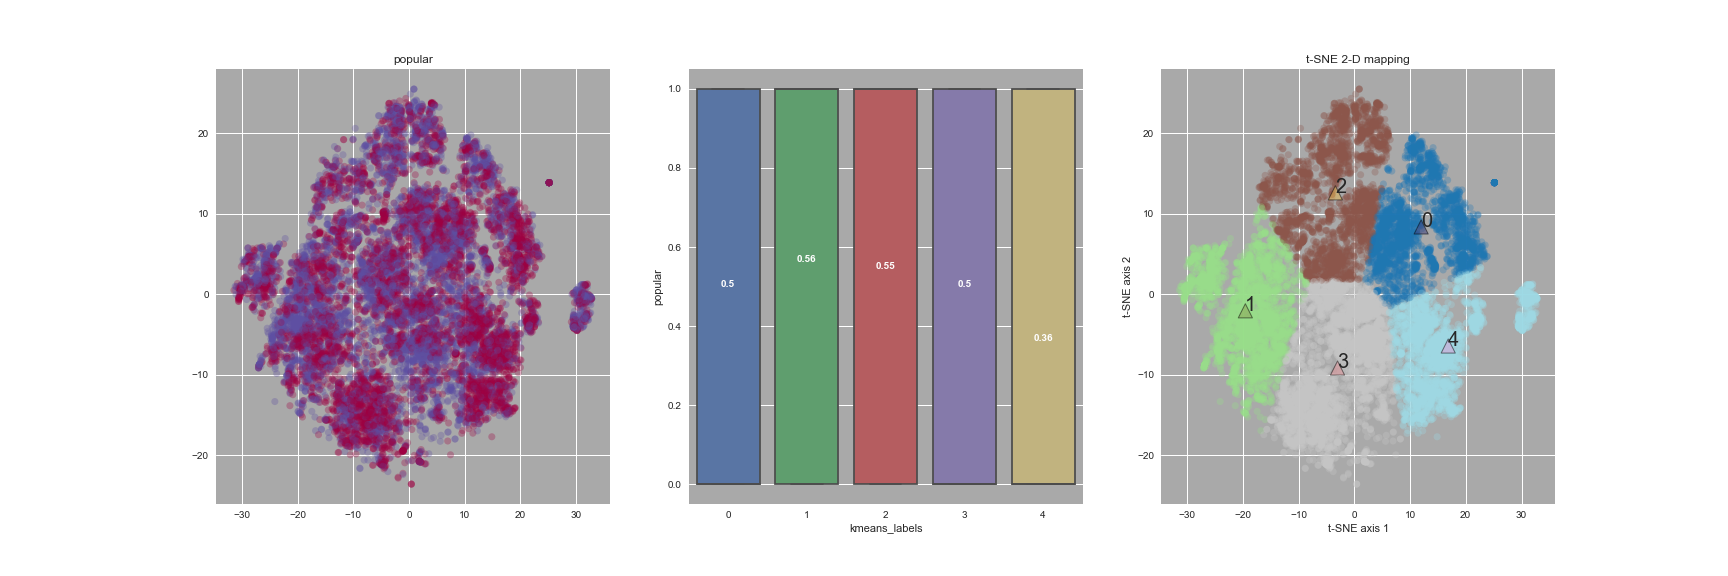 popular
20
10
0
−10
−20
−30 −20 −10 0 10 20 30
1.0
0.8
0.6
0.4
0.2
0.0
popular
0.5
0.56
0.55
0.5
0.36
0 1 2 3 4
kmeans_labels
t-SNE 2-D mapping
20
10
0
−10
−20
t-SNE axis 2
2
0
1
4
3
−30 −20 −10 0 10 20 30
t-SNE axis 1